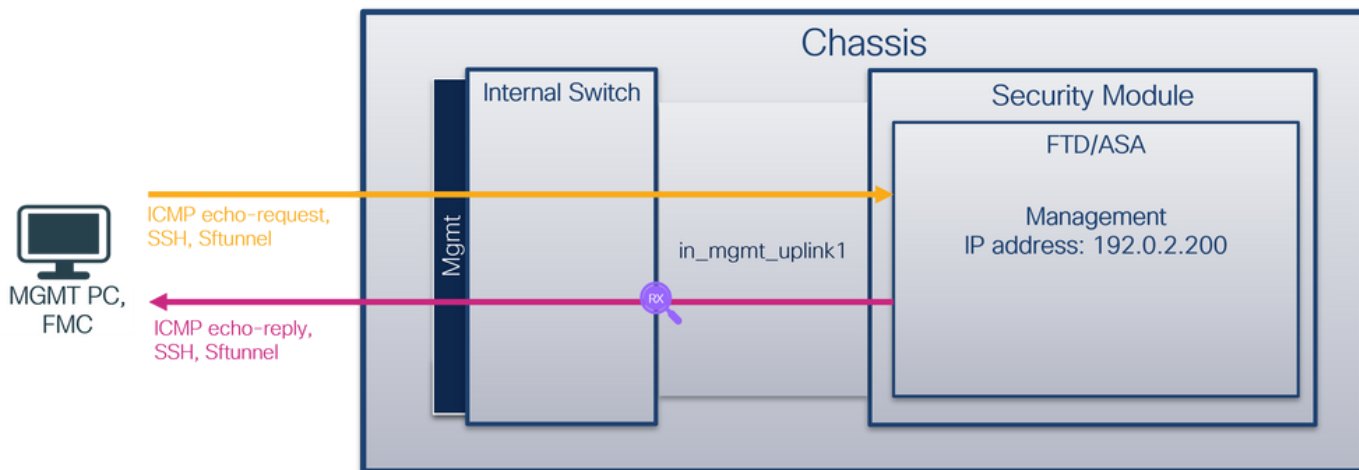 Chassis
Internal Switch
Security Module
FTD/ASA
Mgmt
ICMP echo-request,
SSH, Sftunnel
Management
IP address: 192.0.2.200
in_mgmt_uplink1
MGMT PC,
FMC
RX
ICMP echo-reply,
SSH, Sftunnel